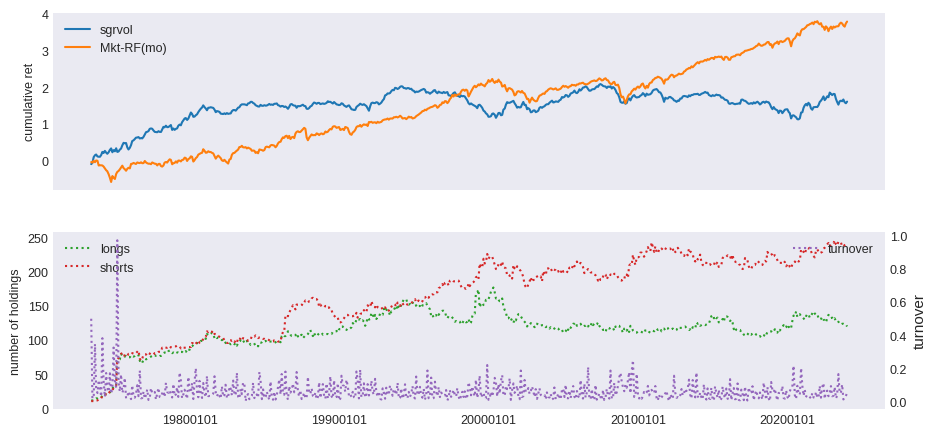 4
3
2
1
0
cumulative ret
sgrvol
Mkt-RF(mo)
250
200
150
100
50
0
number of holdings
longs
shorts
turnover
1.0
0.8
0.6
0.4
0.2
0.0
turnover
19800101
19900101
20000101
20100101
20200101